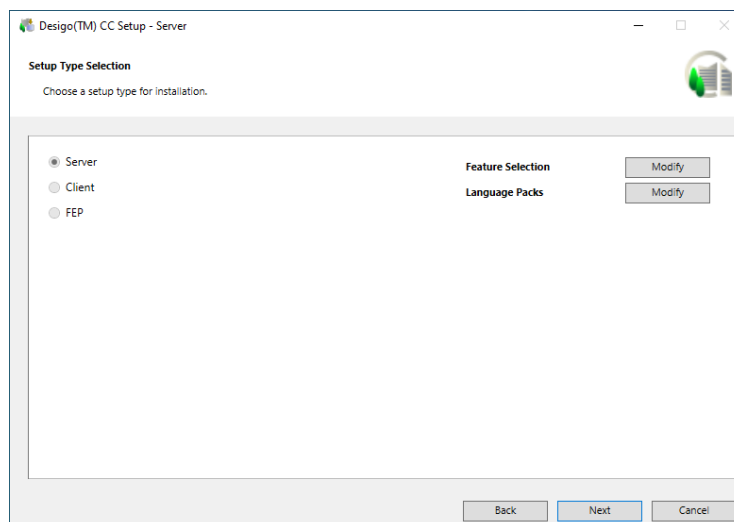 Desigo(TM) CC Setup - Server
Setup Type Selection
Choose a setup type for installation.
Server
Client
FEP
Feature Selection Modify
Language Packs Modify
Back Next Cancel